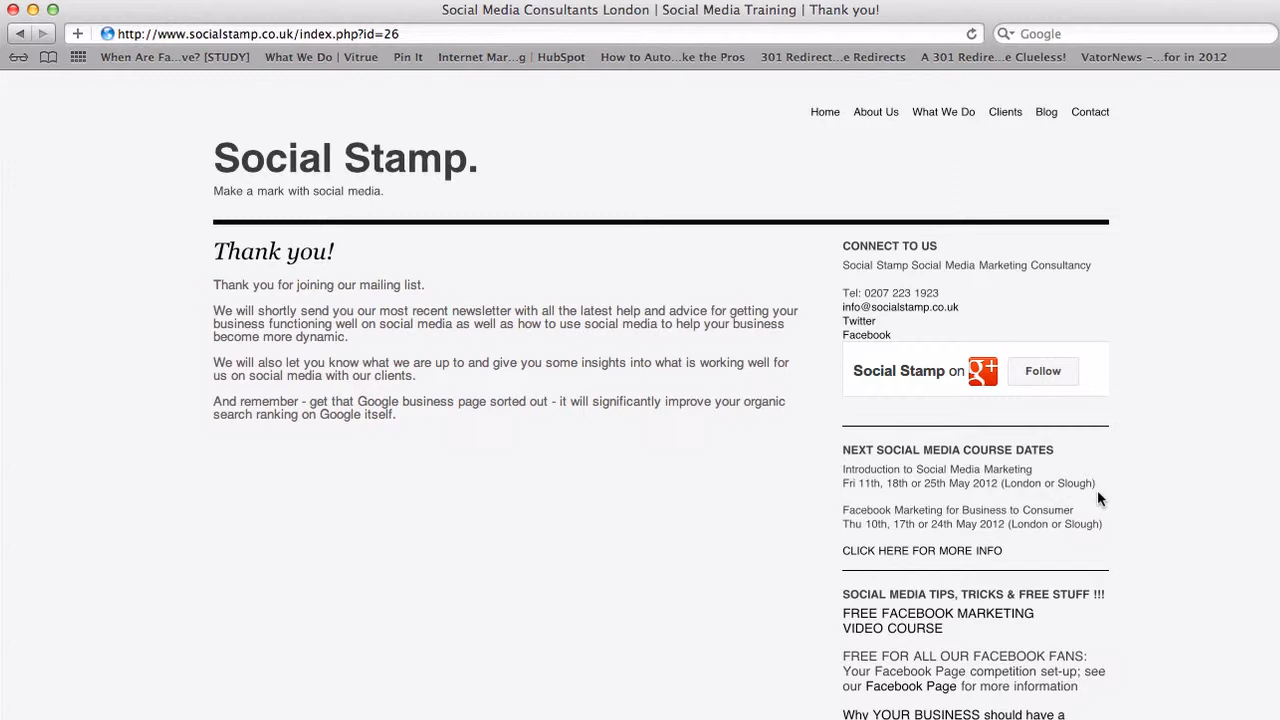 Social Media Consultants London | Social Media Training | Thank you!
http://www.socialstamp.co.uk/index.php?id=26
Google
When Are Fa...ve? [STUDY] What We Do | Vitrue Pin It Internet Mar...g | HubSpot How to Auto...ke the Pros 301 Redirect...e Redirects A 301 Redire...e Clueless! VatorNews -...for in 2012
Home About Us What We Do Clients Blog Contact
Social Stamp.
Make a mark with social media.
Thank you!
Thank you for joining our mailing list.
We will shortly send you our most recent newsletter with all the latest help and advice for getting your
business functioning well on social media as well as how to use social media to help your business
become more dynamic.
We will also let you know what we are up to and give you some insights into what is working well for
us on social media with our clients.
And remember - get that Google business page sorted out - it will significantly improve your organic
search ranking on Google itself.
CONNECT TO US
Social Stamp Social Media Marketing Consultancy
Tel: 0207 223 1923
info@socialstamp.co.uk
Twitter
Facebook
Social Stamp on g+ Follow
NEXT SOCIAL MEDIA COURSE DATES
Introduction to Social Media Marketing
Fri 11th, 18th or 25th May 2012 (London or Slough)
Facebook Marketing for Business to Consumer
Thu 10th, 17th or 24th May 2012 (London or Slough)
CLICK HERE FOR MORE INFO
SOCIAL MEDIA TIPS, TRICKS & FREE STUFF !!!
FREE FACEBOOK MARKETING
VIDEO COURSE
FREE FOR ALL OUR FACEBOOK FANS:
Your Facebook Page competition set-up; see
our Facebook Page for more information
Why YOUR BUSINESS should have a